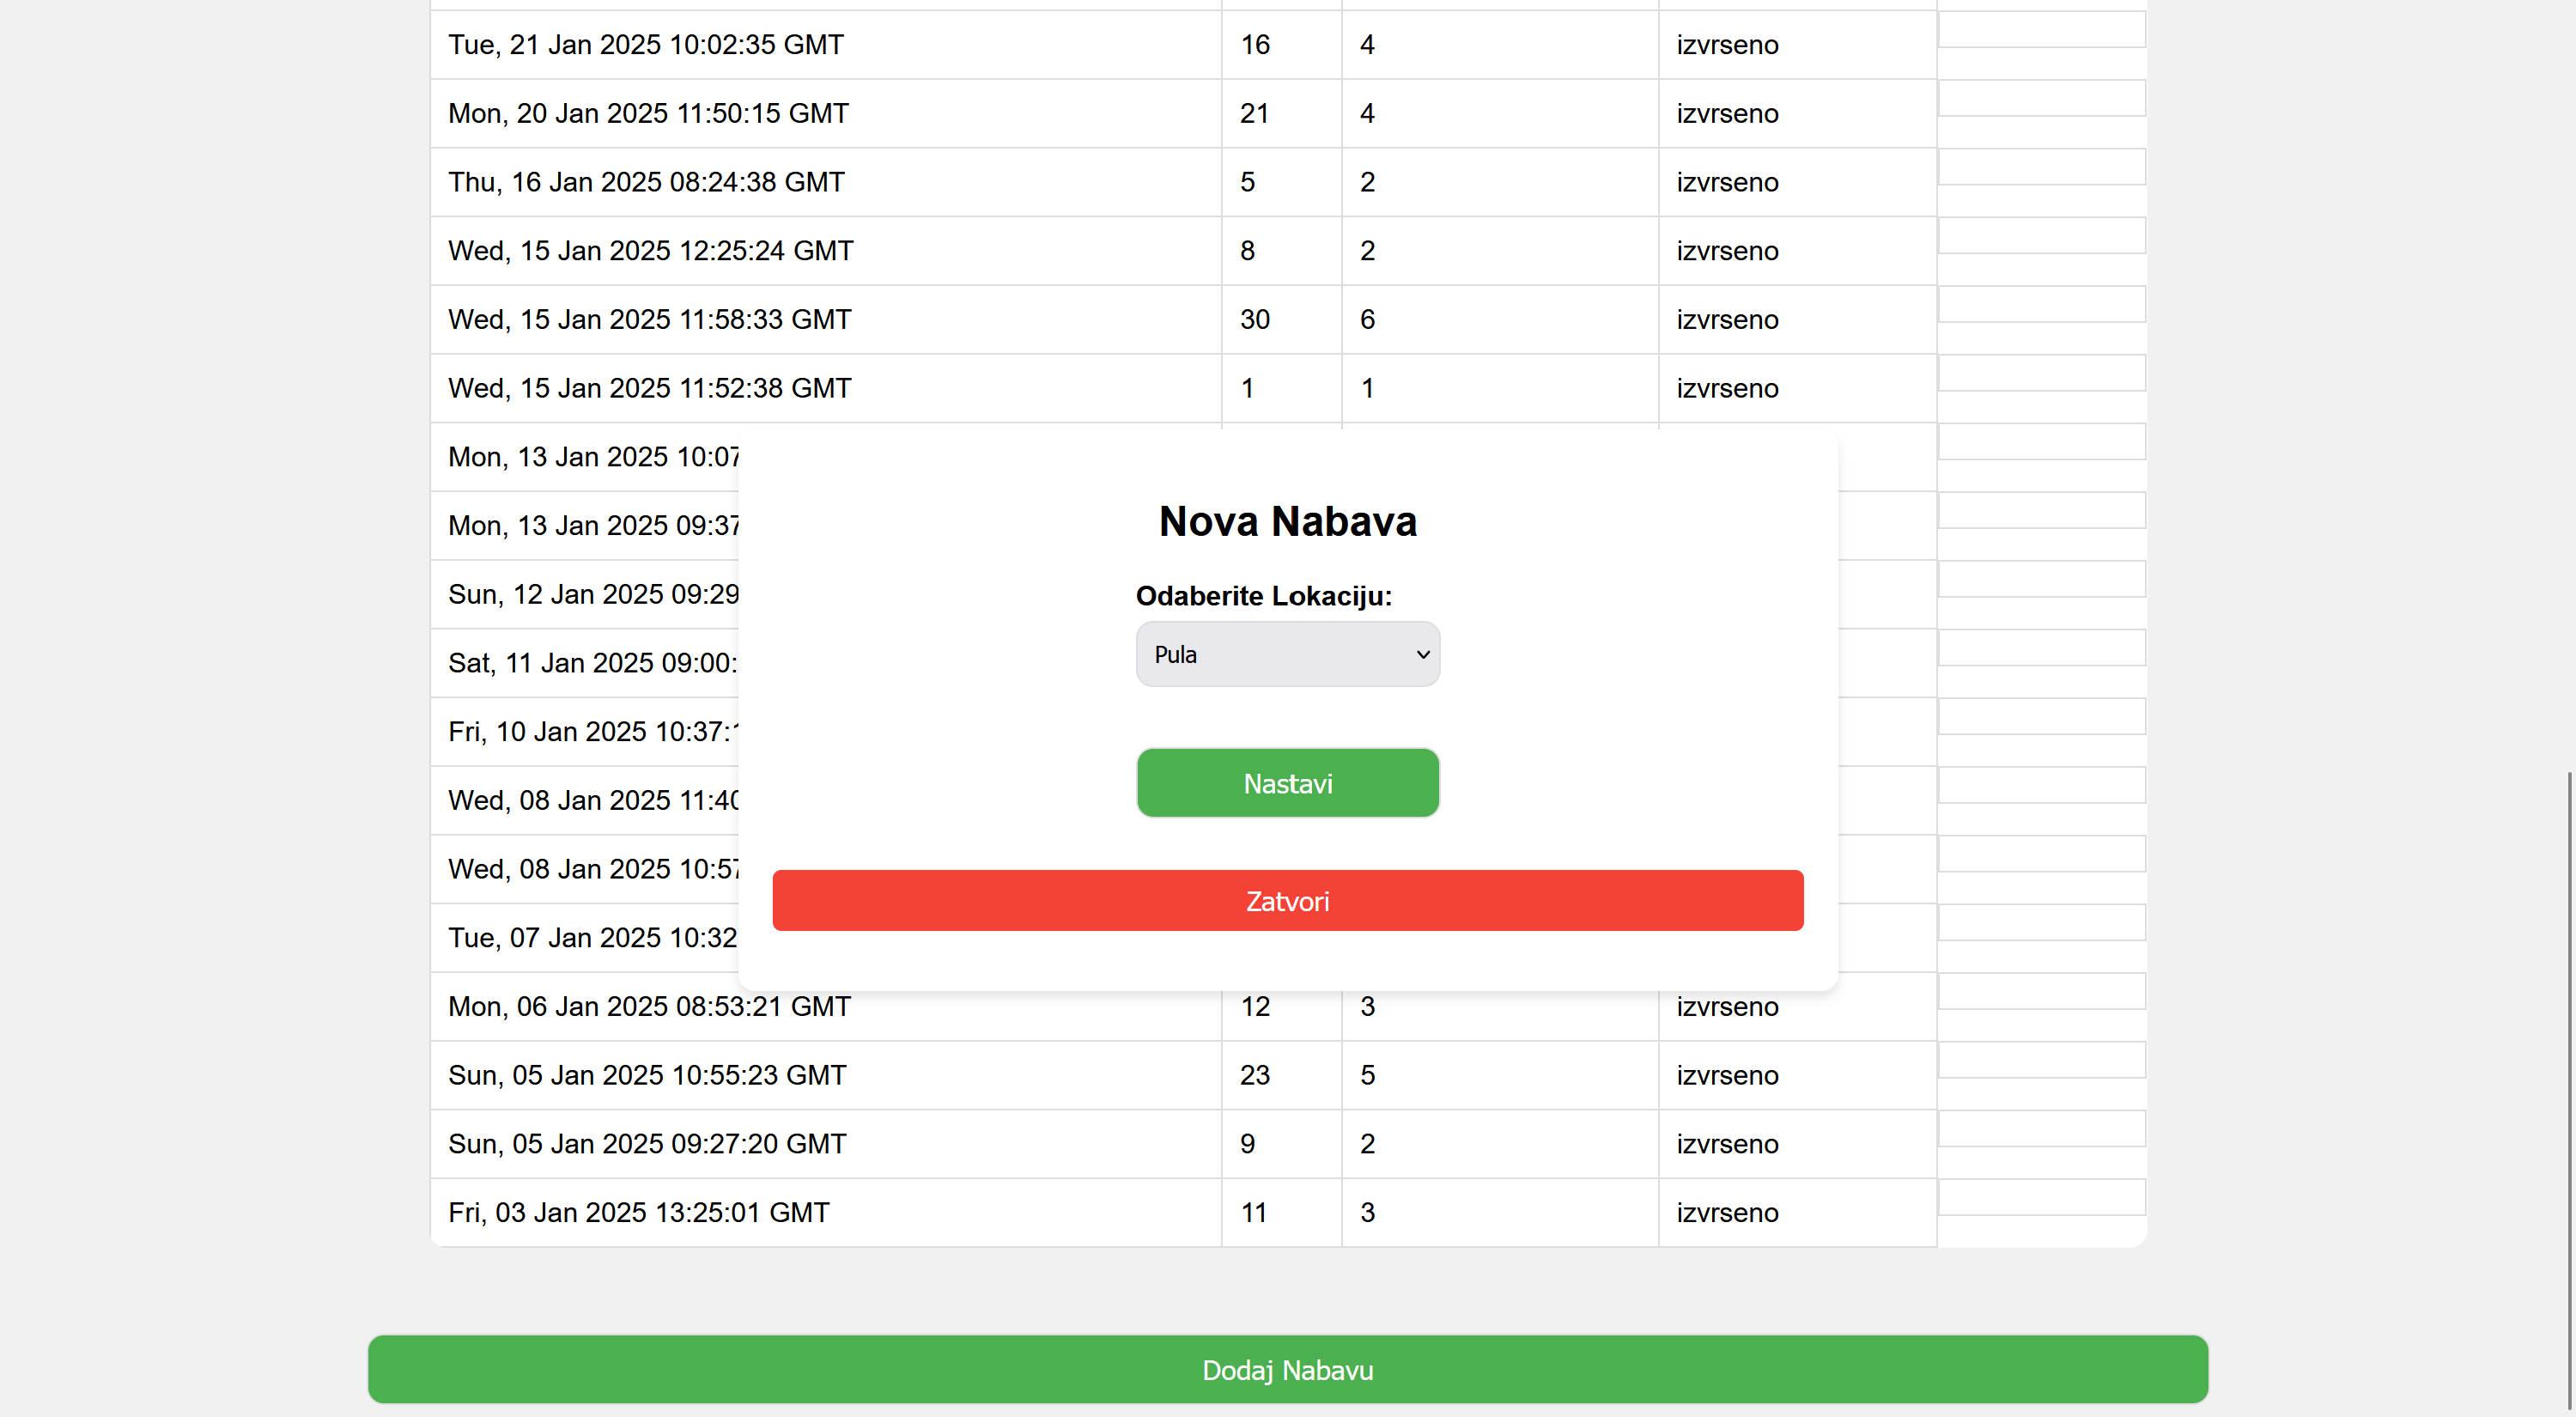 Tue, 21 Jan 2025 10:02:35 GMT 16 4 izvrseno
Mon, 20 Jan 2025 11:50:15 GMT 21 4 izvrseno
Thu, 16 Jan 2025 08:24:38 GMT 5 2 izvrseno
Wed, 15 Jan 2025 12:25:24 GMT 8 2 izvrseno
Wed, 15 Jan 2025 11:58:33 GMT 30 6 izvrseno
Wed, 15 Jan 2025 11:52:38 GMT 1 1 izvrseno
Mon, 13 Jan 2025 10:07
Mon, 13 Jan 2025 09:37
Sun, 12 Jan 2025 09:29
Sat, 11 Jan 2025 09:00:
Fri, 10 Jan 2025 10:37:1
Wed, 08 Jan 2025 11:40
Wed, 08 Jan 2025 10:57
Tue, 07 Jan 2025 10:32
Nova Nabava
Odaberite Lokaciju:
Pula
Nastavi
Zatvori
Mon, 06 Jan 2025 08:53:21 GMT 12 3 izvrseno
Sun, 05 Jan 2025 10:55:23 GMT 23 5 izvrseno
Sun, 05 Jan 2025 09:27:20 GMT 9 2 izvrseno
Fri, 03 Jan 2025 13:25:01 GMT 11 3 izvrseno
Dodaj Nabavu